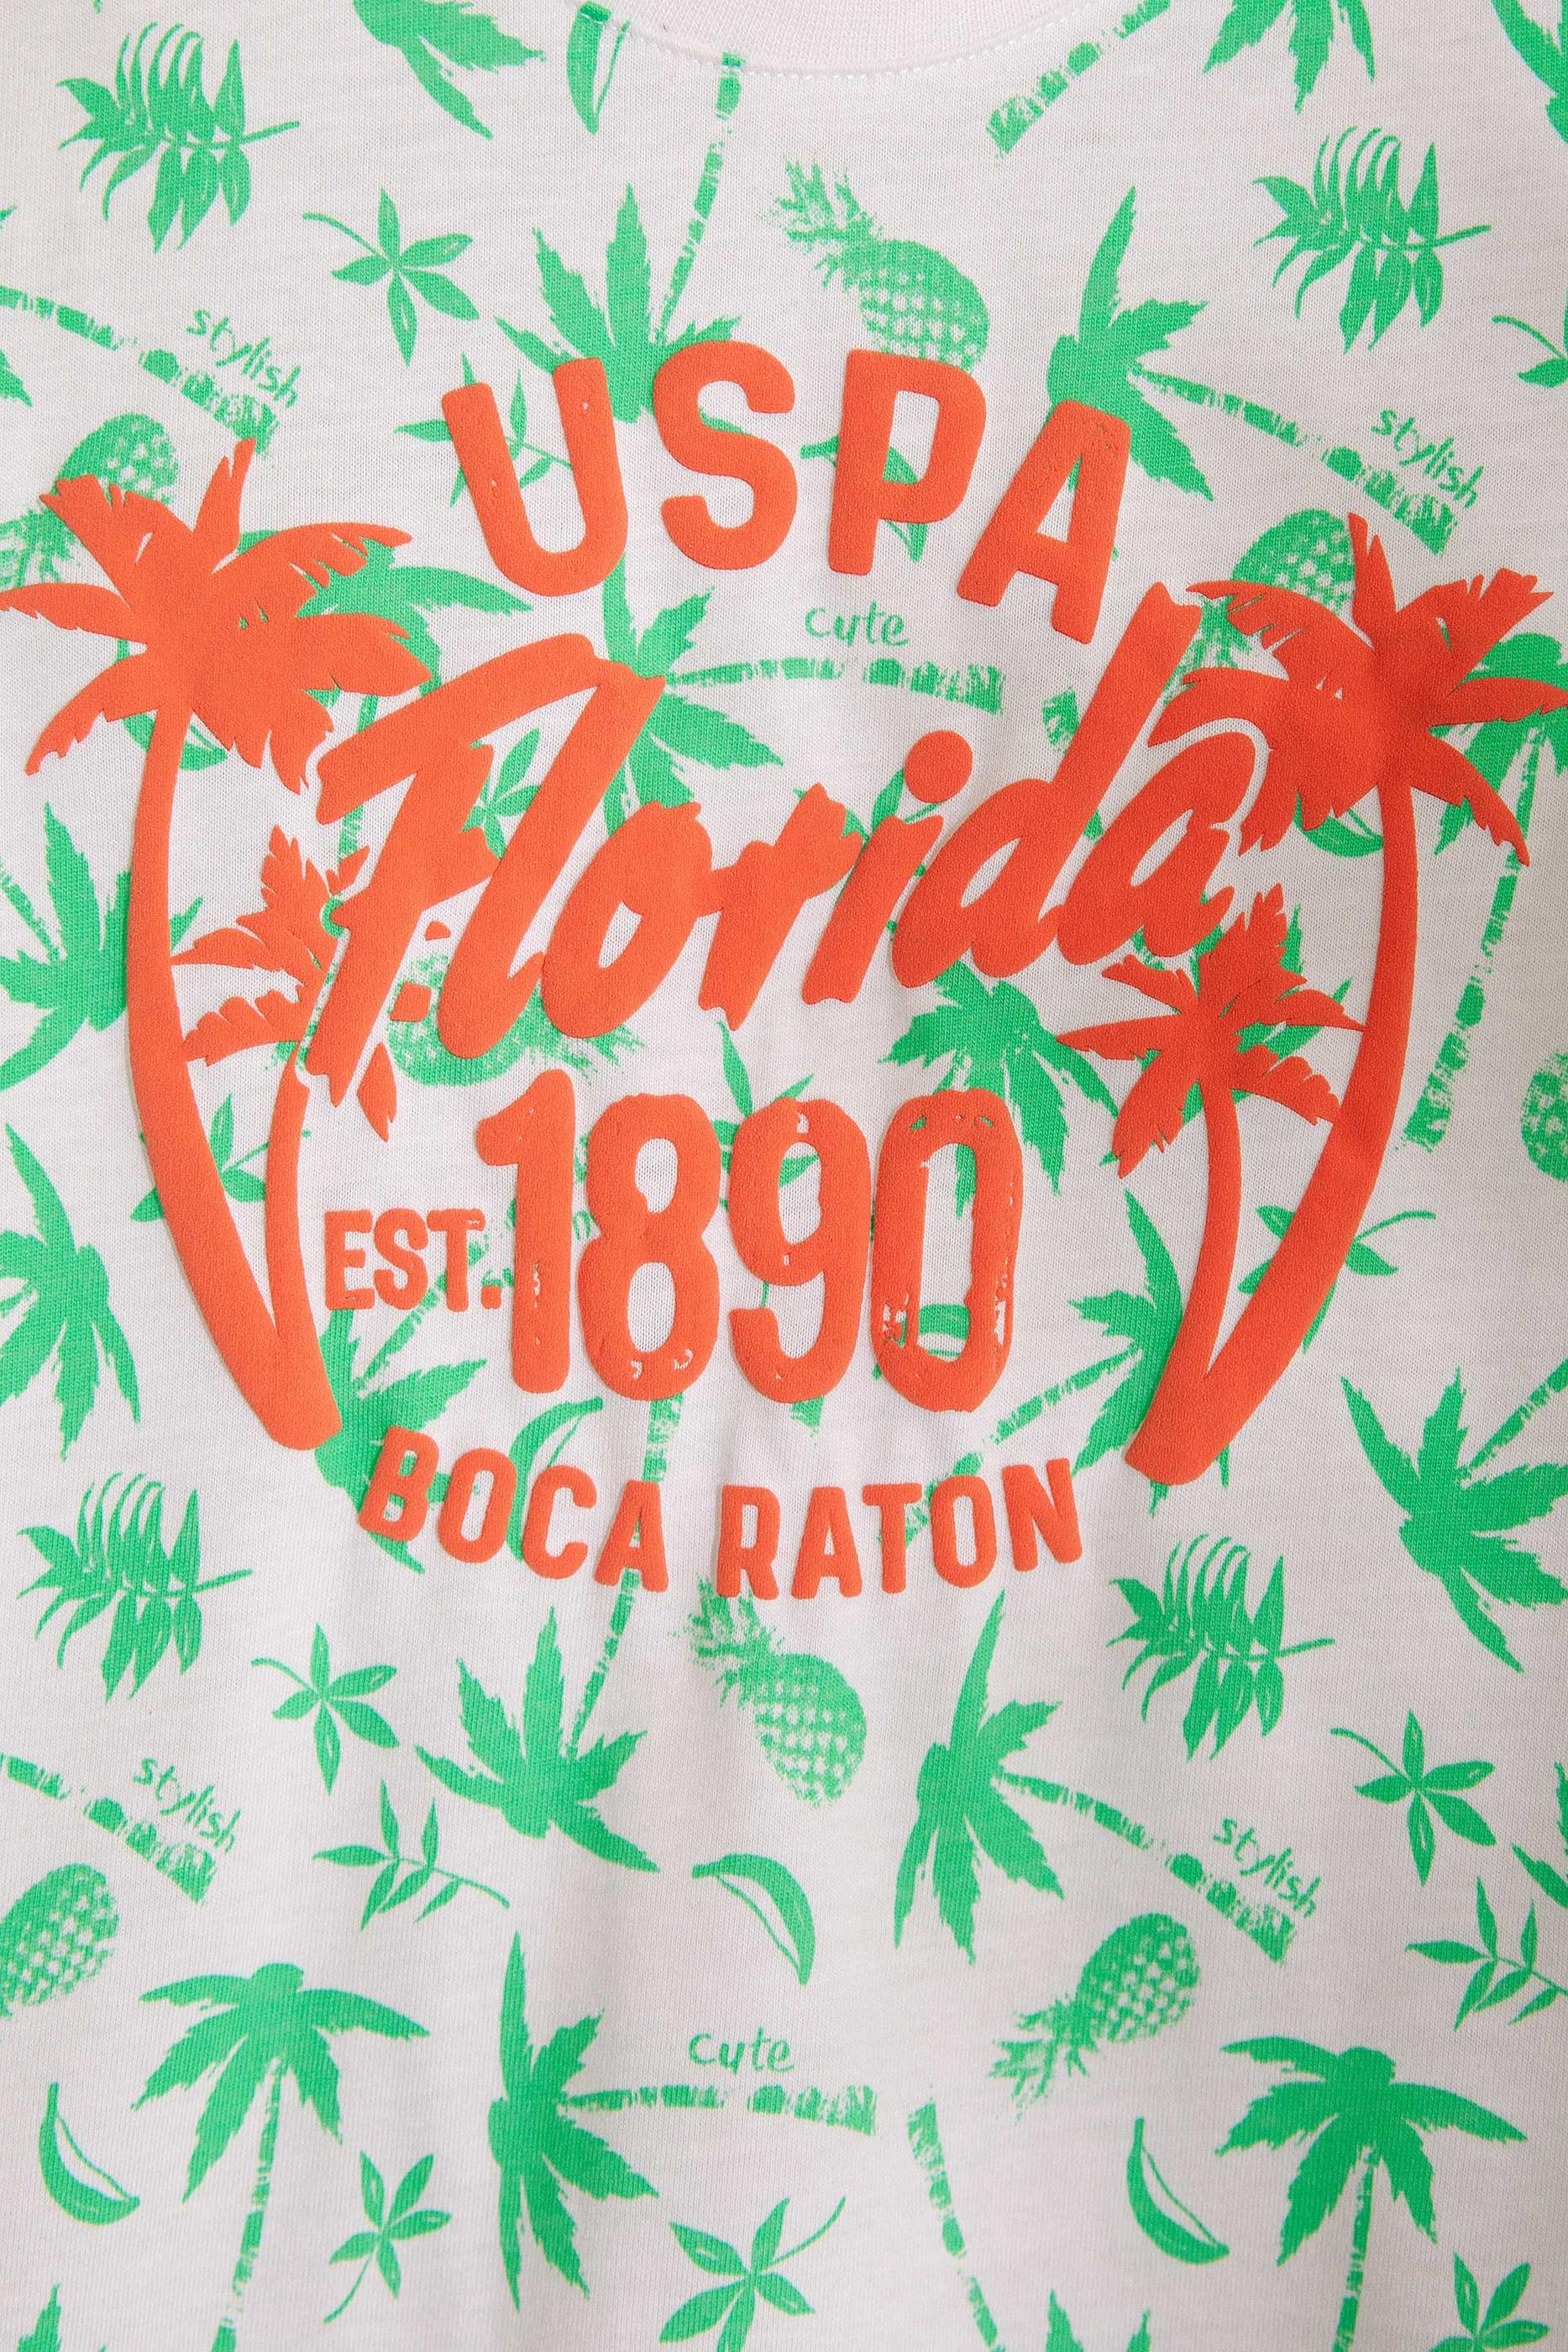 stylish
USPA
stylish
cute
Florida
EST. 1890
BOCA RATON
stylish
stylish
cute